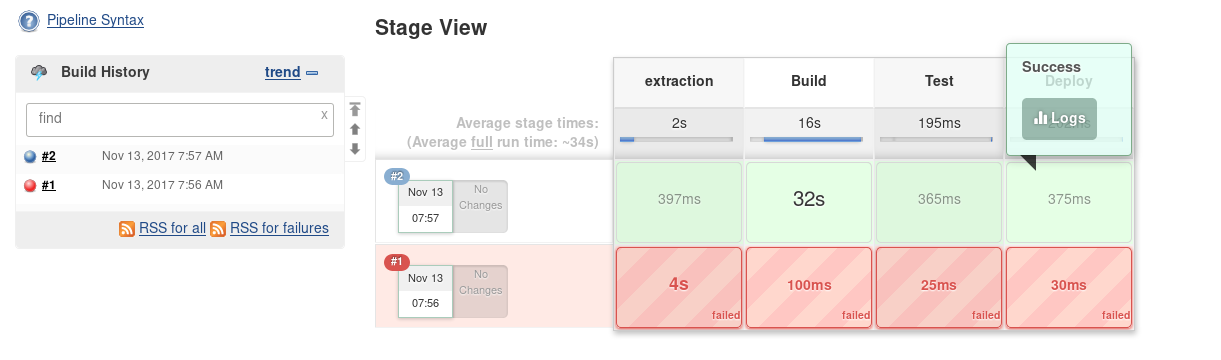 Pipeline Syntax
Stage View
Build History
trend
find
x
#2 Nov 13, 2017 7:57 AM
#1 Nov 13, 2017 7:56 AM
RSS for all RSS for failures
extraction Build Test Deploy
Success
Logs
Average stage times:
(Average full run time: ~34s)
2s 16s 195ms
#2
Nov 13
07:57
No
Changes
397ms 32s 365ms 375ms
#1
Nov 13
07:56
No
Changes
4s 100ms 25ms 30ms
failed failed failed failed